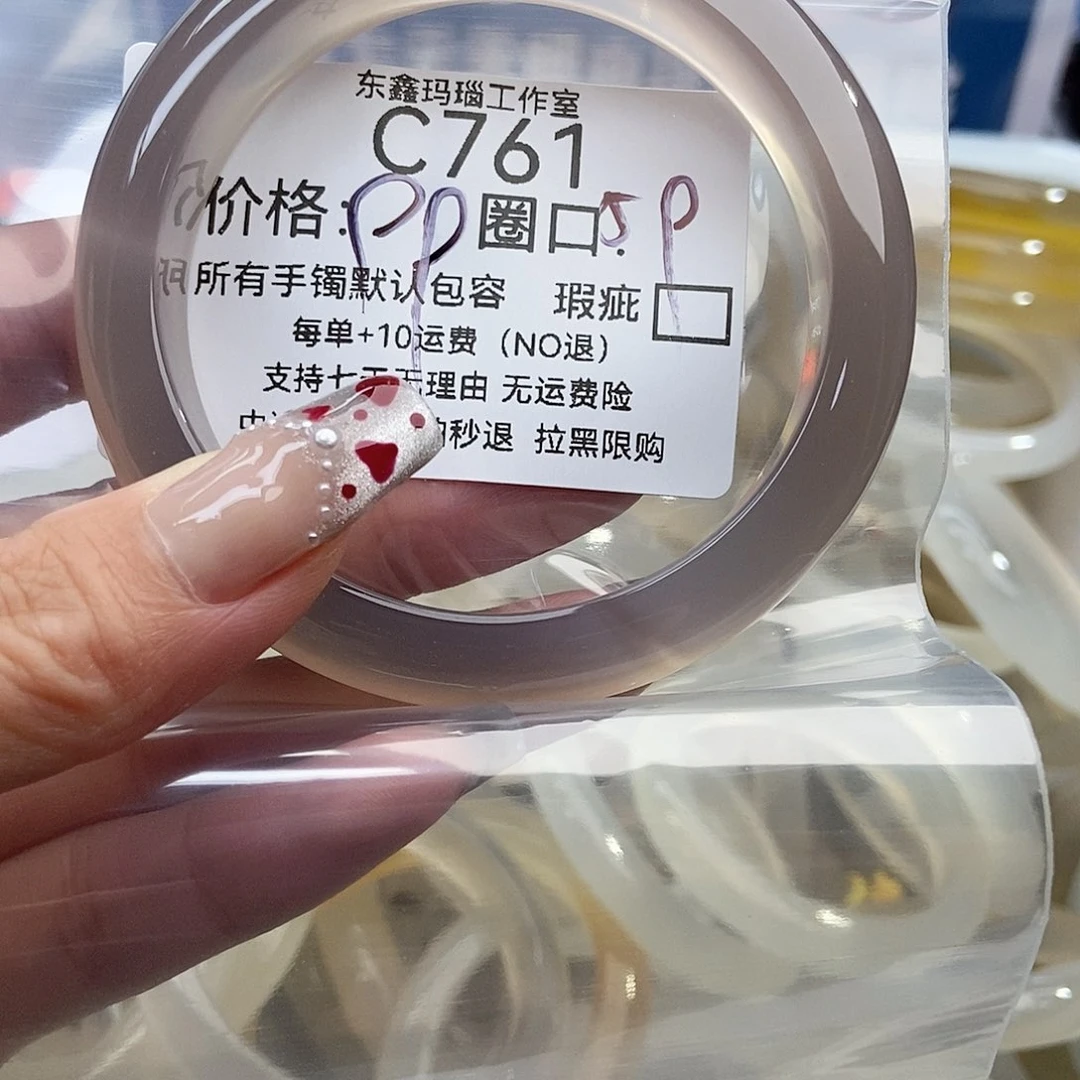 东鑫玛瑙工作室
C761
价格: 圈口
所有手镯默认包容 瑕疵
每单+10运费（NO退）
支持七天无理由 无运费险
秒退 拉黑限购